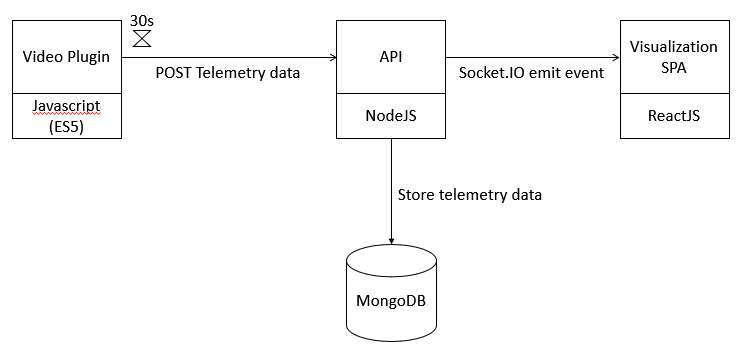 30s
Video Plugin
Javascript
(ES5)
POST Telemetry data
API
NodeJS
Socket.IO emit event
Visualization
SPA
ReactJS
Store telemetry data
MongoDB